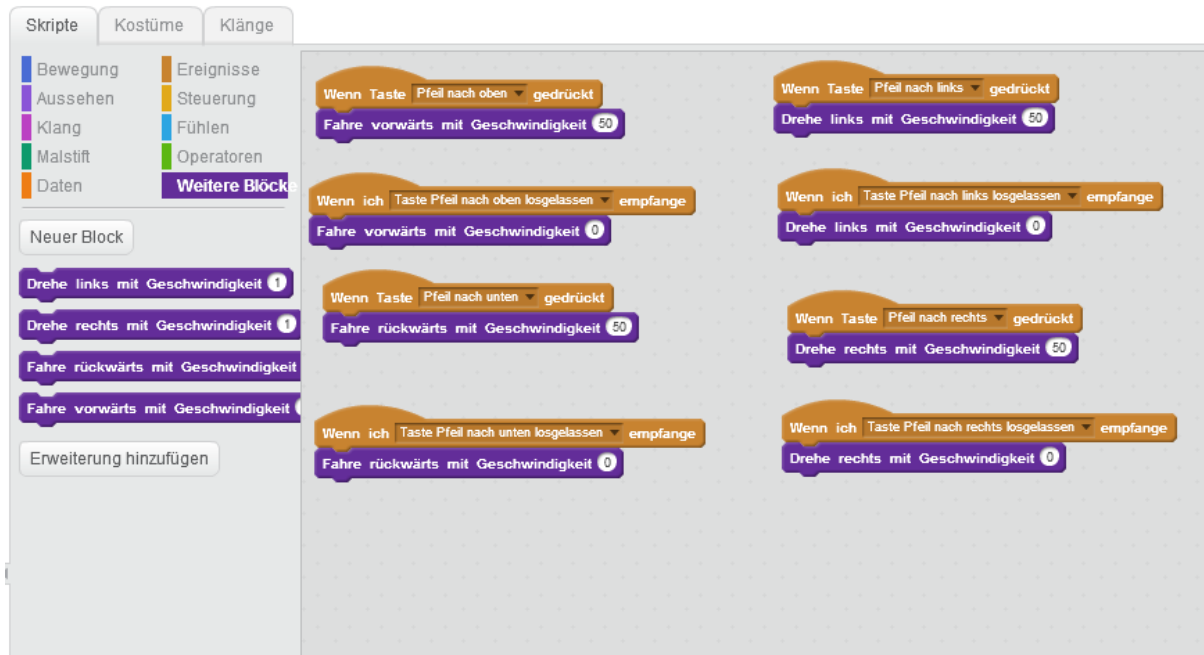 Skripte
Kostüme
Klänge
Bewegung
Ereignisse
Aussehen
Steuerung
Klang
Fühlen
Malstift
Operatoren
Daten
Weitere Blöcke
Neuer Block
Drehe links mit Geschwindigkeit 1
Drehe rechts mit Geschwindigkeit 1
Fahre rückwärts mit Geschwindigkeit
Fahre vorwärts mit Geschwindigkeit
Erweiterung hinzufügen
Wenn Taste Pfeil nach oben gedrückt
Fahre vorwärts mit Geschwindigkeit 50
Wenn ich Taste Pfeil nach oben losgelassen empfange
Fahre vorwärts mit Geschwindigkeit 0
Wenn Taste Pfeil nach unten gedrückt
Fahre rückwärts mit Geschwindigkeit 50
Wenn ich Taste Pfeil nach unten losgelassen empfange
Fahre rückwärts mit Geschwindigkeit 0
Wenn Taste Pfeil nach links gedrückt
Drehe links mit Geschwindigkeit 50
Wenn ich Taste Pfeil nach links losgelassen empfange
Drehe links mit Geschwindigkeit 0
Wenn Taste Pfeil nach rechts gedrückt
Drehe rechts mit Geschwindigkeit 50
Wenn ich Taste Pfeil nach rechts losgelassen empfange
Drehe rechts mit Geschwindigkeit 0